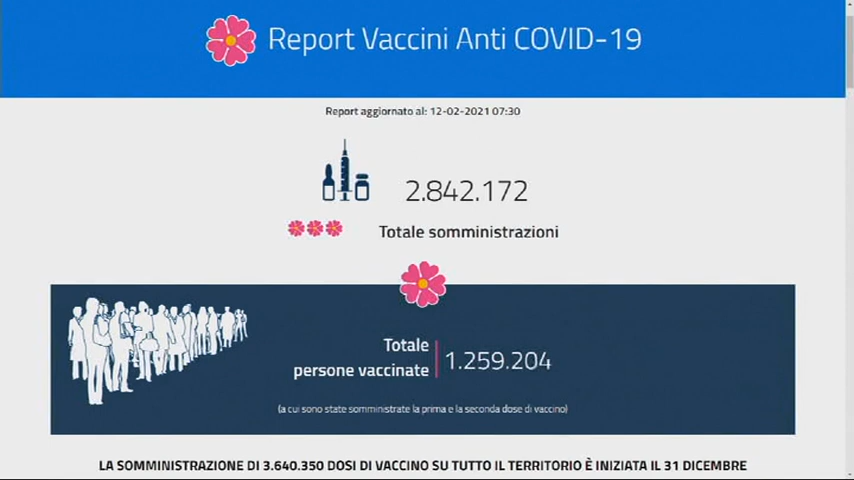 Report Vaccini Anti COVID-19
Report aggiornato al: 12-02-2021 07:30
2.842.172
Totale somministrazioni
Totale
persone vaccinate
1.259.204
(a cui sono state somministrate la prima e la seconda dose di vaccino)
LA SOMMINISTRAZIONE DI 3.640.350 DOSI DI VACCINO SU TUTTO IL TERRITORIO È INIZIATA IL 31 DICEMBRE